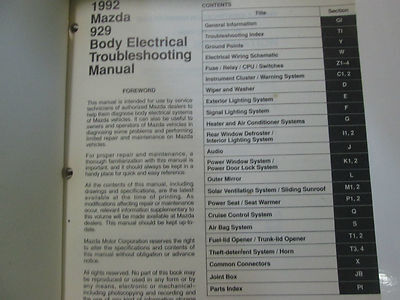 1992
Mazda
929
Body Electrical
Troubleshooting
Manual
FOREWORD
This manual is intended for use by service
technicians of authorized Mazda dealers to
help them diagnose body electrical systems
of Mazda vehicles. It can also be useful to
owners and operators of Mazda vehicles in
diagnosing some problems and performing
limited repair and maintenance on Mazda
vehicles.
For proper repair and maintenance, a
thorough familiarization with this manual is
important, and it should always be kept in a
handy place for quick and easy reference.
All the contents of this manual, including
drawings and specifications, are the latest
available at the time of printing. As
modifications affecting repair or maintenance
occur, relevant information supplementary to
this volume will be made available at Mazda
dealers. This manual should be kept up-to-
date.
Mazda Motor Corporation reserves the right
to alter the specifications and contents of
this manual without obligation or advance
notice.
All rights reserved. No part of this book may
be reproduced or used in any form or by
any means, electronic or mechanical—
including photocopying and recording and
the use of any kind of information storage
CONTENTS
Title Section
General Information GI
Troubleshooting Index TI
Ground Points Y
Electrical Wiring Schematic W
Fuse / Relay / CPU / Switches Z1–4
Instrument Cluster / Warning System C1, 2
Wiper and Washer D
Exterior Lighting System E
Signal Lighting System F
Heater and Air Conditioner Systems G
Rear Window Defroster /
Interior Lighting System I1, 2
Audio J
Power Window System /
Power Door Lock System K1, 2
Outer Mirror L
Solar Ventilation System / Sliding Sunroof M1, 2
Power Seat / Seat Warmer P1, 2
Cruise Control System Q
Air Bag System S
Fuel-lid Opener / Trunk-lid Opener T1, 2
Theft-deterrent System / Horn T3, 4
Common Connectors X
Joint Box JB
Parts Index PI